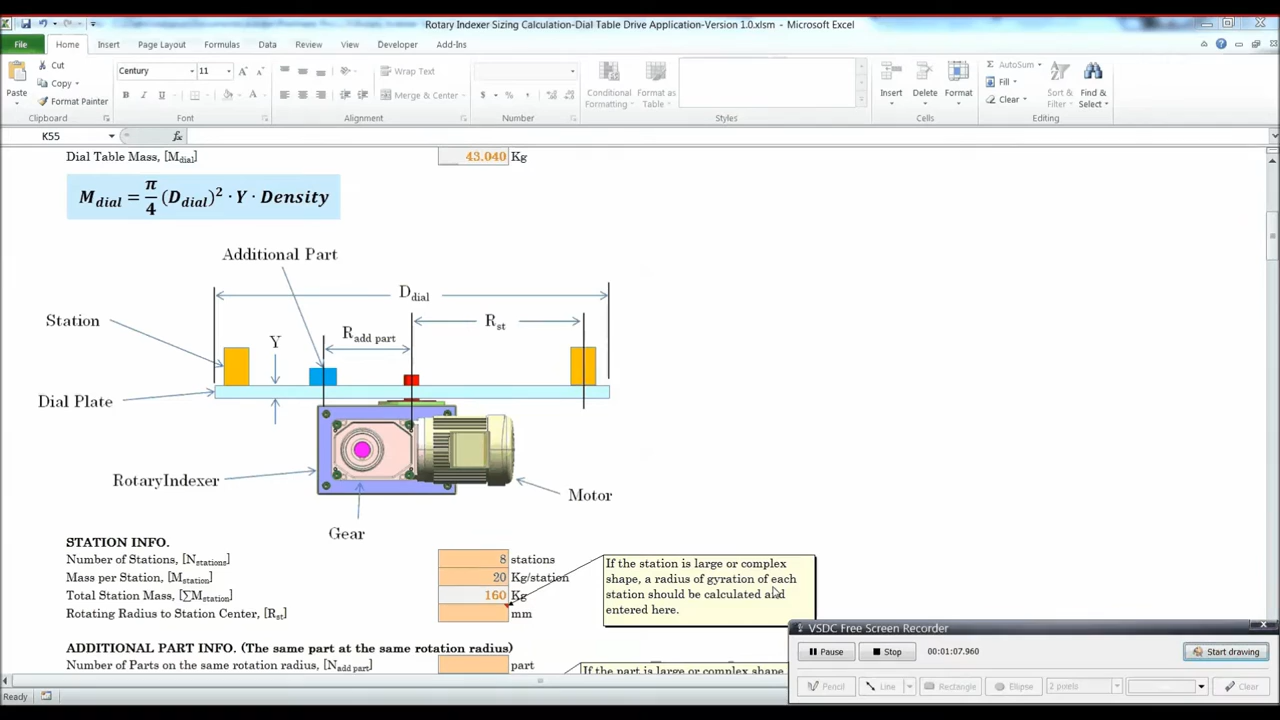 Rotary Indexer Sizing Calculation-Dial Table Drive Application-Version 1.0.xlsm - Microsoft Excel
File Home Insert Page Layout Formulas Data Review View Developer Add-Ins
Cut
Copy
Format Painter
Paste
Clipboard
Century 11
B I U
Font
Wrap Text
Merge & Center
Alignment
$ % ,
Number
Conditional Formatting
Format as Table
Styles
Insert Delete Format
Cells
Σ AutoSum
Fill
Clear
Sort & Filter
Find & Select
Editing
K55 fx
Dial Table Mass, [Mdial] 43.040 Kg
Mdial = π/4 (Ddial)² · Y · Density
Additional Part
Ddial
Station
Rst
Radd part
Y
Dial Plate
RotaryIndexer
Motor
Gear
STATION INFO.
Number of Stations, [Nstations] 8 stations
Mass per Station, [Mstation] 20 Kg/station
Total Station Mass, [∑Mstation] 160 Kg
Rotating Radius to Station Center, [Rst] mm
If the station is large or complex
shape, a radius of gyration of each
station should be calculated and
entered here.
ADDITIONAL PART INFO. (The same part at the same rotation radius)
Number of Parts on the same rotation radius, [Nadd part] part
If the part is large or complex shape
VSDC Free Screen Recorder
Pause Stop 00:01:07.960 Start drawing
Pencil Line Rectangle Ellipse 2 pixels Clear
Ready